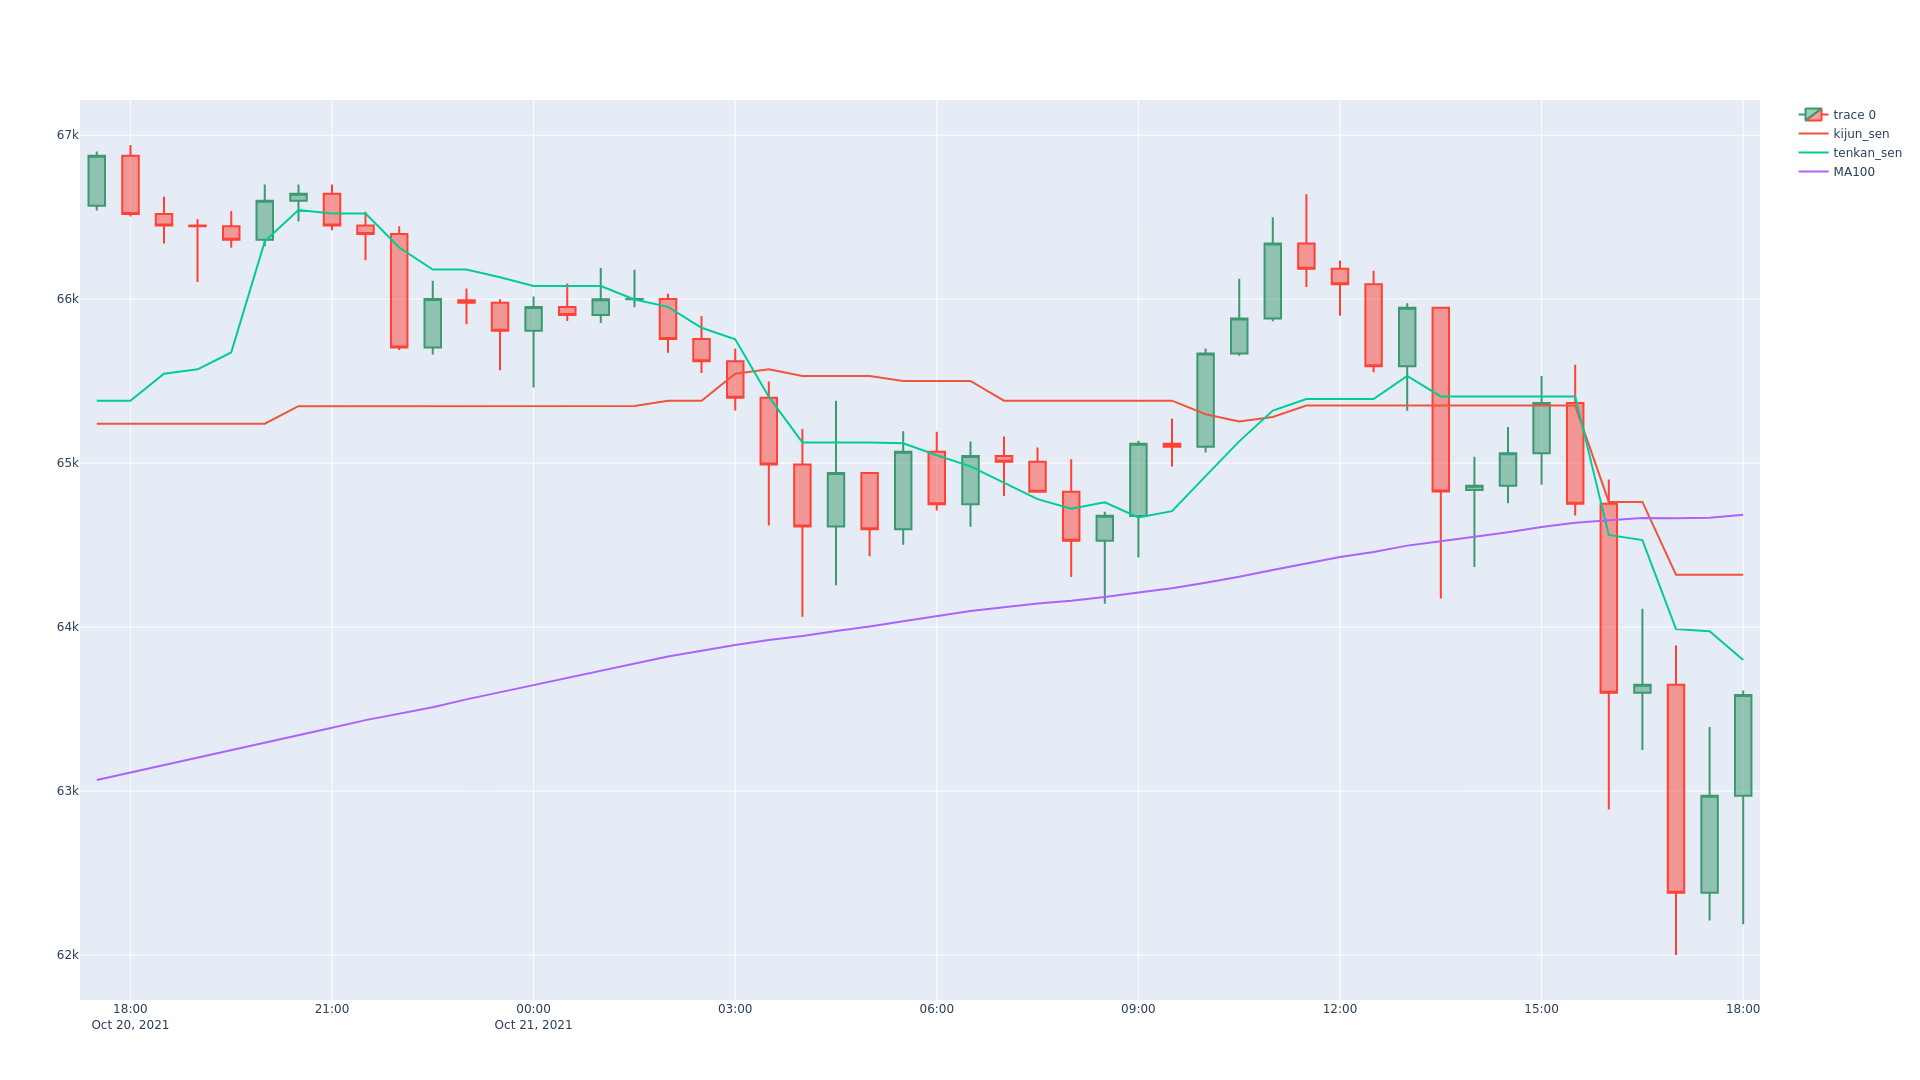 67k
66k
65k
64k
63k
62k
18:00
Oct 20, 2021
21:00
00:00
Oct 21, 2021
03:00
06:00
09:00
12:00
15:00
18:00
trace 0
kijun_sen
tenkan_sen
MA100